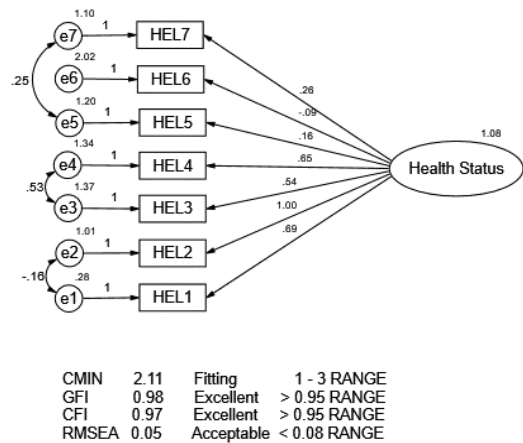 1.10
e7 1 HEL7
2.02
e6 1 HEL6 .26
.25 -.09
1.20
e5 1 HEL5 .16 1.08
1.34
e4 1 HEL4 .65 Health Status
.53 1.37 .54
e3 1 HEL3
1.01 1.00
e2 1 HEL2 .69
-.16 .28
e1 1 HEL1
CMIN 2.11 Fitting 1 - 3 RANGE
GFI 0.98 Excellent > 0.95 RANGE
CFI 0.97 Excellent > 0.95 RANGE
RMSEA 0.05 Acceptable < 0.08 RANGE